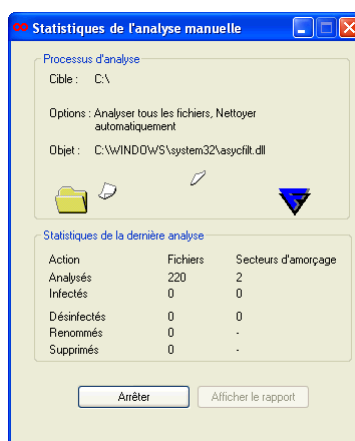 Statistiques de l'analyse manuelle
Processus d'analyse
Cible : C:\
Options : Analyser tous les fichiers, Nettoyer
automatiquement
Objet : C:\WINDOWS\system32\asycfilt.dll
Statistiques de la dernière analyse
Action Fichiers Secteurs d'amorçage
Analysés 220 2
Infectés 0 0
Désinfectés 0 0
Renommés 0 -
Supprimés 0 -
Arrêter Afficher le rapport